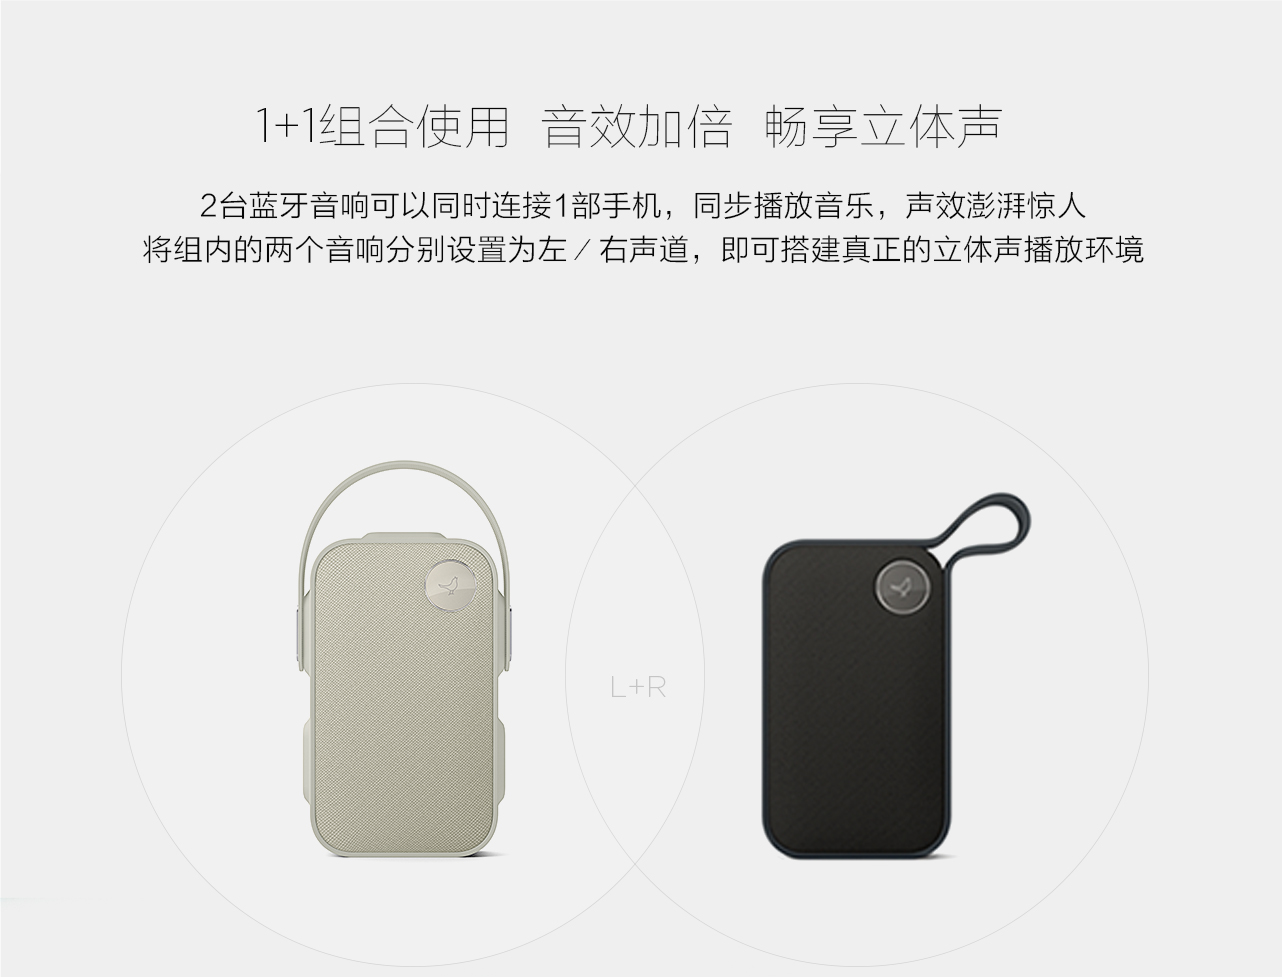 1+1组合使用 音效加倍 畅享立体声
2台蓝牙音响可以同时连接1部手机，同步播放音乐，声效澎湃惊人
将组内的两个音响分别设置为左／右声道，即可搭建真正的立体声播放环境
L+R